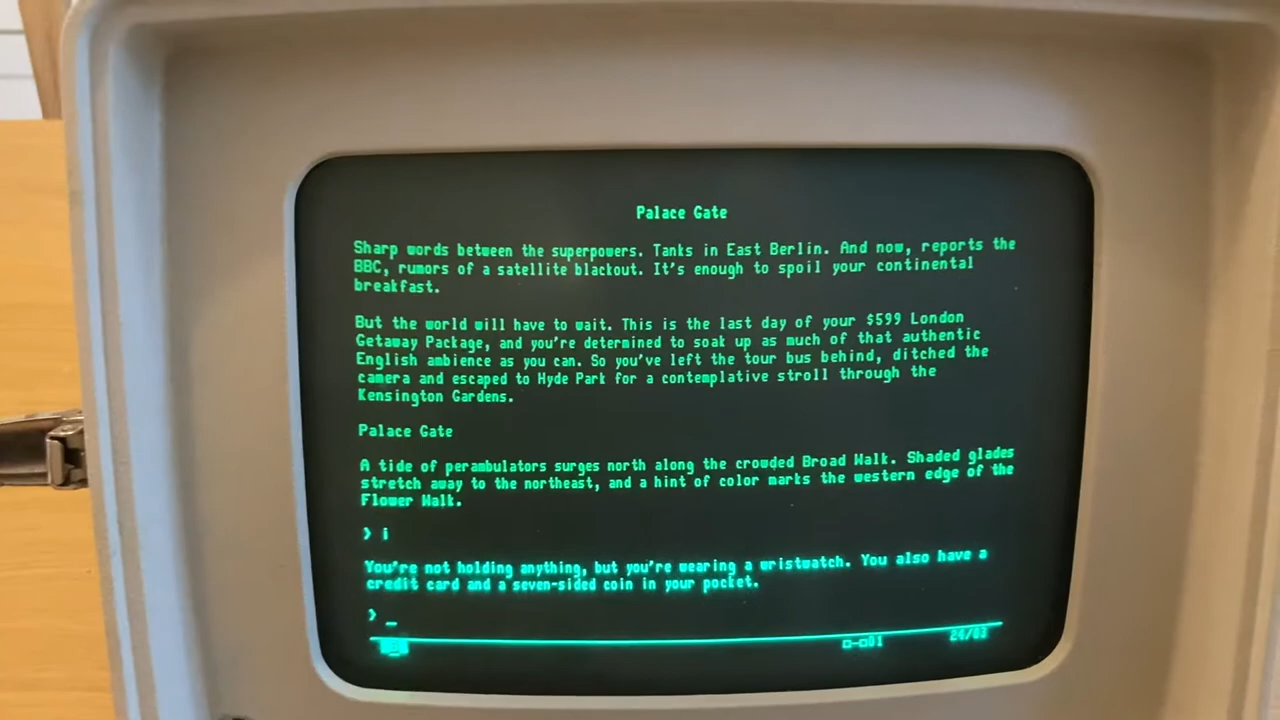 Palace Gate
Sharp words between the superpowers. Tanks in East Berlin. And now, reports the
BBC, rumors of a satellite blackout. It's enough to spoil your continental
breakfast.
But the world will have to wait. This is the last day of your $599 London
Getaway Package, and you're determined to soak up as much of that authentic
English ambience as you can. So you've left the tour bus behind, ditched the
camera and escaped to Hyde Park for a contemplative stroll through the
Kensington Gardens.
Palace Gate
A tide of perambulators surges north along the crowded Broad Walk. Shaded glades
stretch away to the northeast, and a hint of color marks the western edge of the
Flower Walk.
> i
You're not holding anything, but you're wearing a wristwatch. You also have a
credit card and a seven-sided coin in your pocket.
> _
01 24/03